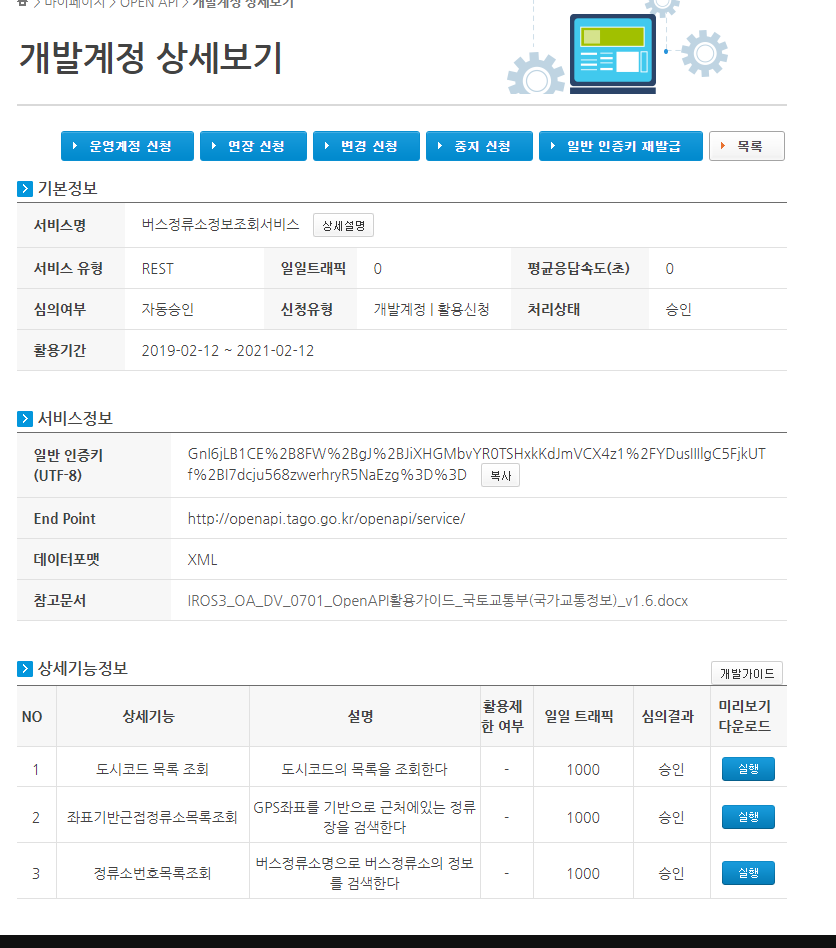 > 마이페이지 > OPEN API > 개발계정 상세보기
개발계정 상세보기
운영계정 신청 연장 신청 변경 신청 중지 신청 일반 인증키 재발급 목록
기본정보
서비스명 버스정류소정보조회서비스 상세설명
서비스 유형 REST 일일트래픽 0 평균응답속도(초) 0
심의여부 자동승인 신청유형 개발계정 | 활용신청 처리상태 승인
활용기간 2019-02-12 ~ 2021-02-12
서비스정보
일반 인증키 GnI6jLB1CE%2B8FW%2BgJ%2BJiXHGMbvYR0TSHxkKdJmVCX4z1%2FYDusIIIlgC5FjkUT
(UTF-8) f%2BI7dcju568zwerhryR5NaEzg%3D%3D 복사
End Point http://openapi.tago.go.kr/openapi/service/
데이터포맷 XML
참고문서 IROS3_OA_DV_0701_OpenAPI활용가이드_국토교통부(국가교통정보)_v1.6.docx
상세기능정보 개발가이드
NO 상세기능 설명 활용제
한 여부 일일 트래픽 심의결과 미리보기
다운로드
1 도시코드 목록 조회 도시코드의 목록을 조회한다 - 1000 승인 실행
2 좌표기반근접정류소목록조회 GPS좌표를 기반으로 근처에있는 정류
장을 검색한다 - 1000 승인 실행
3 정류소번호목록조회 버스정류소명으로 버스정류소의 정보
를 검색한다 - 1000 승인 실행